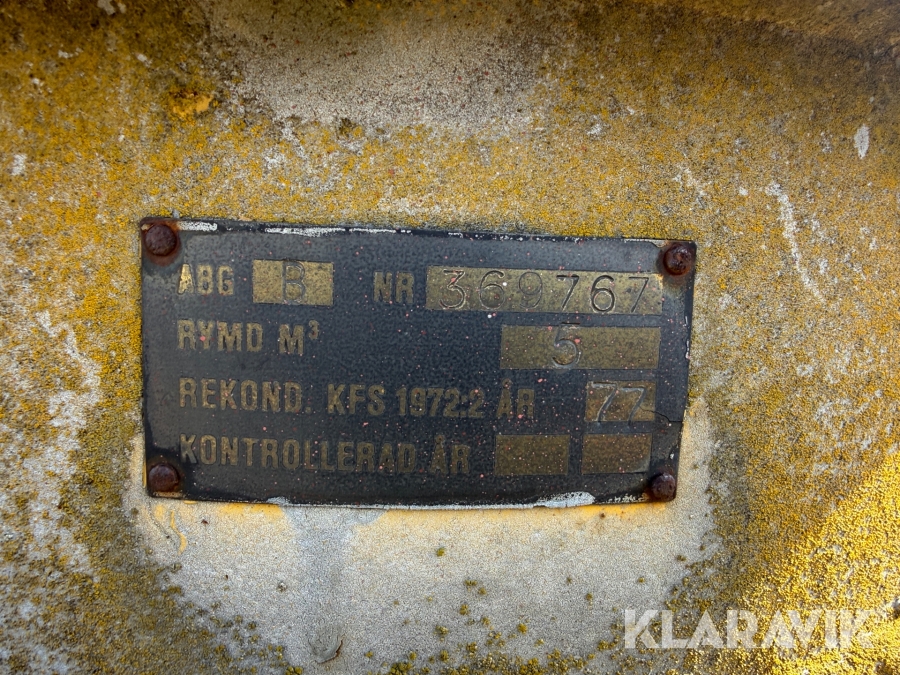 ABG B NR 369767
RYMD M³ 5
REKOND. KFS 1972:2 ÅR 77
KONTROLLERAD. ÅR
KLARAVIK